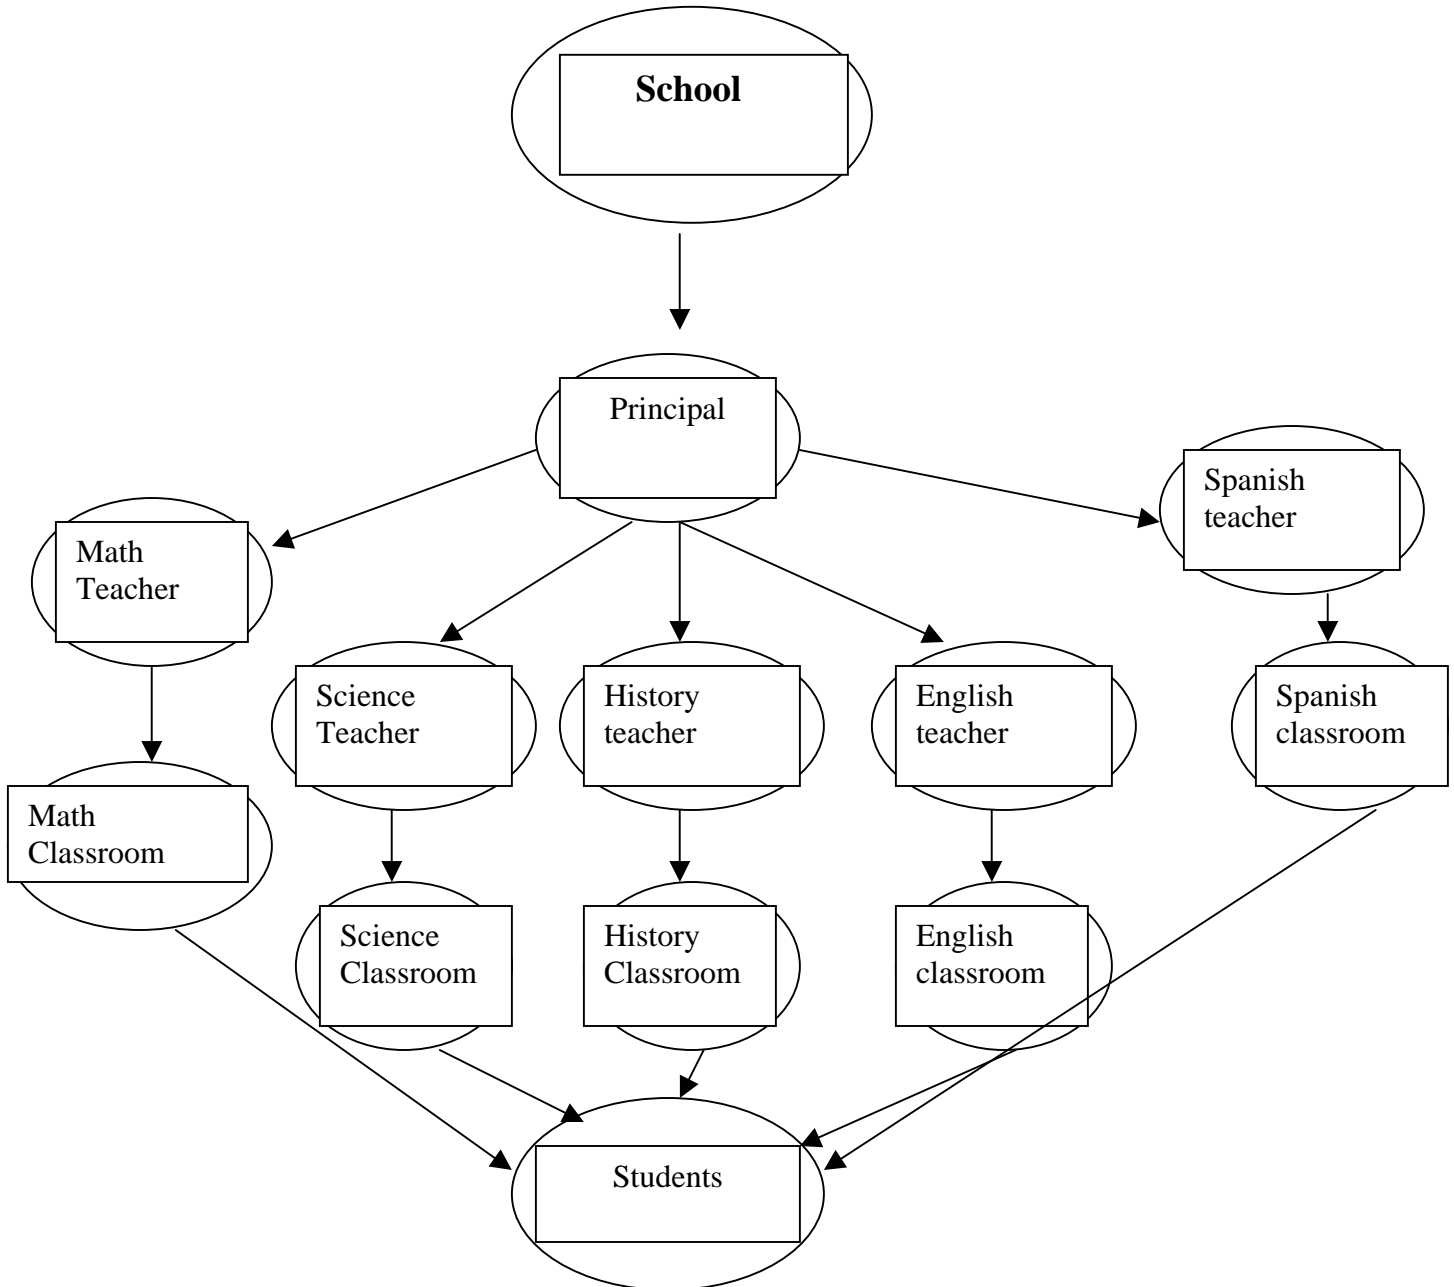 School
Principal
Spanish
teacher
Math
Teacher
Science
Teacher
History
teacher
English
teacher
Spanish
classroom
Math
Classroom
Science
Classroom
History
Classroom
English
classroom
Students